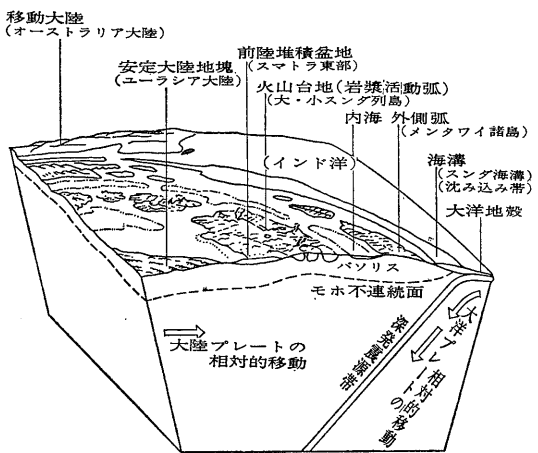 移動大陸
(オーストラリア大陸)
安定大陸地塊
(ユーラシア大陸)
前陸堆積盆地
(スマトラ東部)
火山台地(岩漿活動弧)
(大・小スンダ列島)
内海
外側弧
(メンタワイ諸島)
海溝
(スンダ海溝)
(沈み込み帯)
大洋地殻
(インド洋)
バソリス
モホ不連続面
大陸プレートの
相対的移動
深発震源帯
大洋プレートの
相対的移動